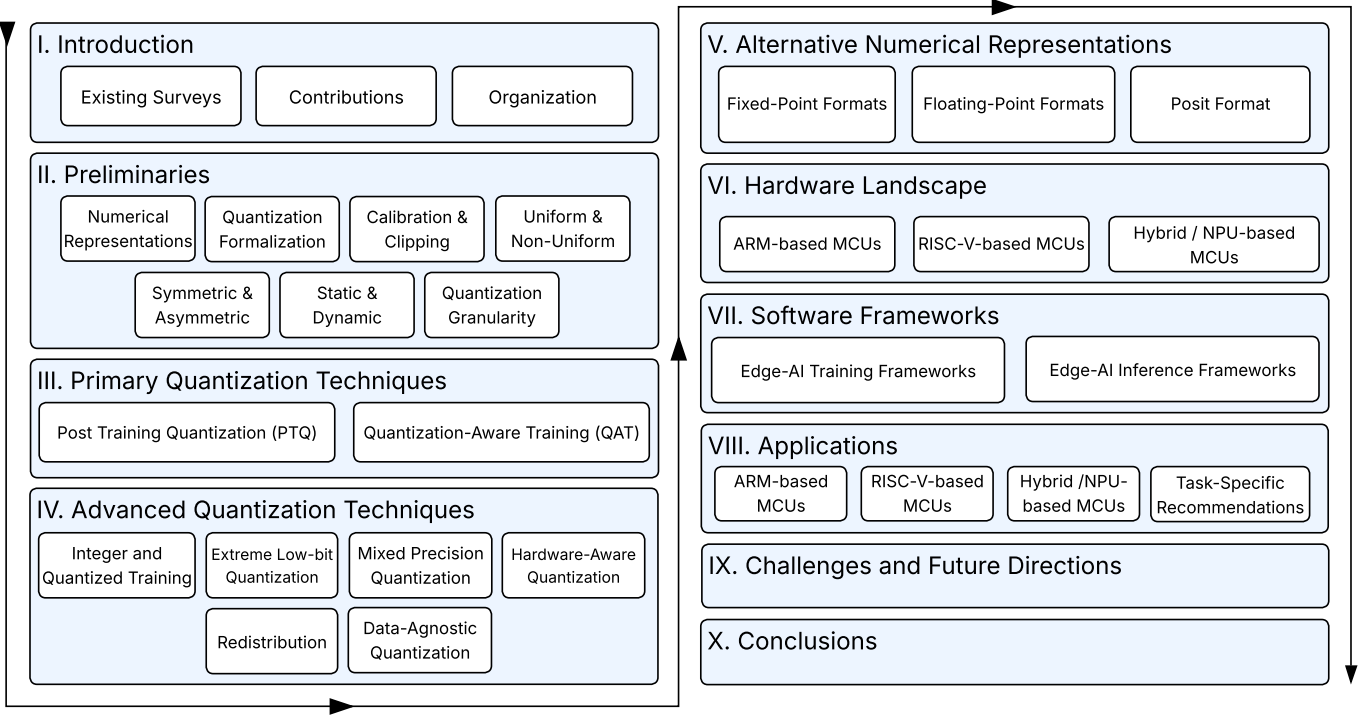 I. Introduction
Existing Surveys
Contributions
Organization
II. Preliminaries
Numerical
Representations
Quantization
Formalization
Calibration &
Clipping
Uniform &
Non-Uniform
Symmetric &
Asymmetric
Static &
Dynamic
Quantization
Granularity
III. Primary Quantization Techniques
Post Training Quantization (PTQ)
Quantization-Aware Training (QAT)
IV. Advanced Quantization Techniques
Integer and
Quantized Training
Extreme Low-bit
Quantization
Mixed Precision
Quantization
Hardware-Aware
Quantization
Redistribution
Data-Agnostic
Quantization
V. Alternative Numerical Representations
Fixed-Point Formats
Floating-Point Formats
Posit Format
VI. Hardware Landscape
ARM-based MCUs
RISC-V-based MCUs
Hybrid / NPU-based
MCUs
VII. Software Frameworks
Edge-AI Training Frameworks
Edge-AI Inference Frameworks
VIII. Applications
ARM-based
MCUs
RISC-V-based
MCUs
Hybrid /NPU-
based MCUs
Task-Specific
Recommendations
IX. Challenges and Future Directions
X. Conclusions